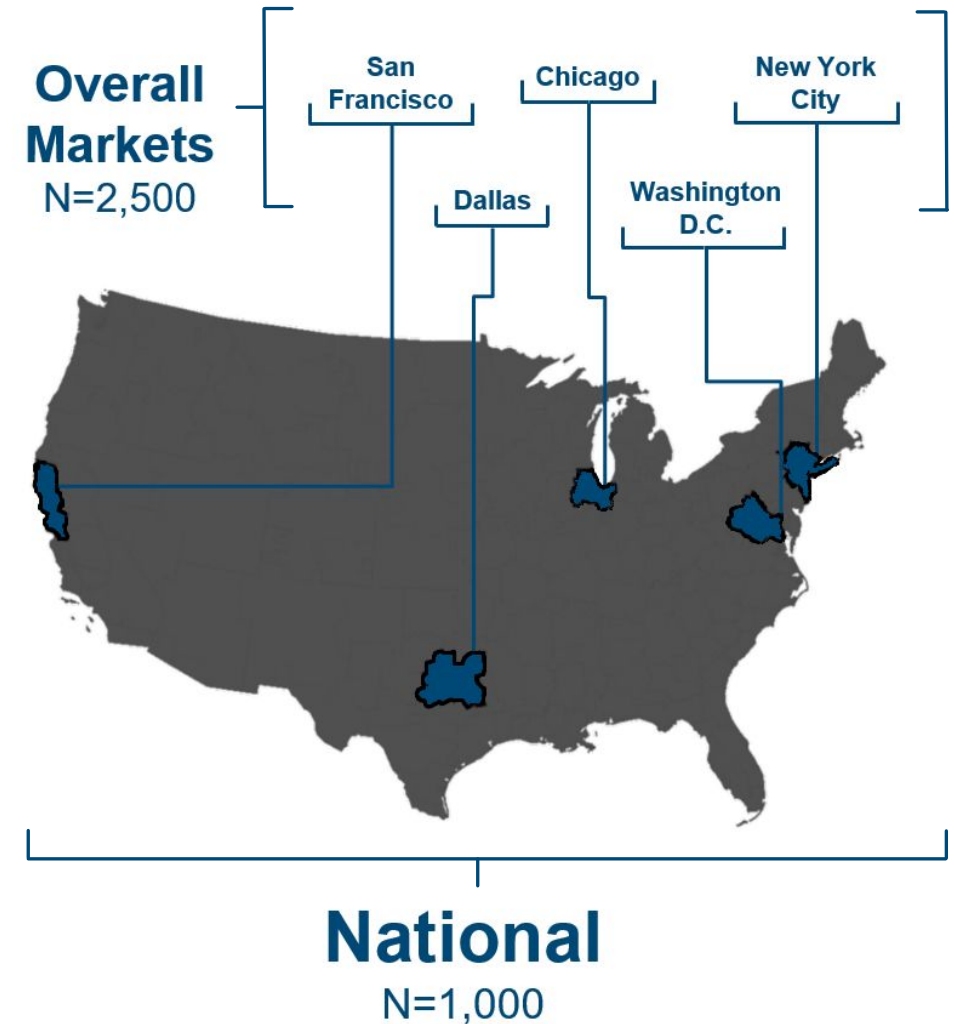 Overall
Markets
N=2,500
San
Francisco
Chicago
New York
City
Dallas
Washington
D.C.
National
N=1,000